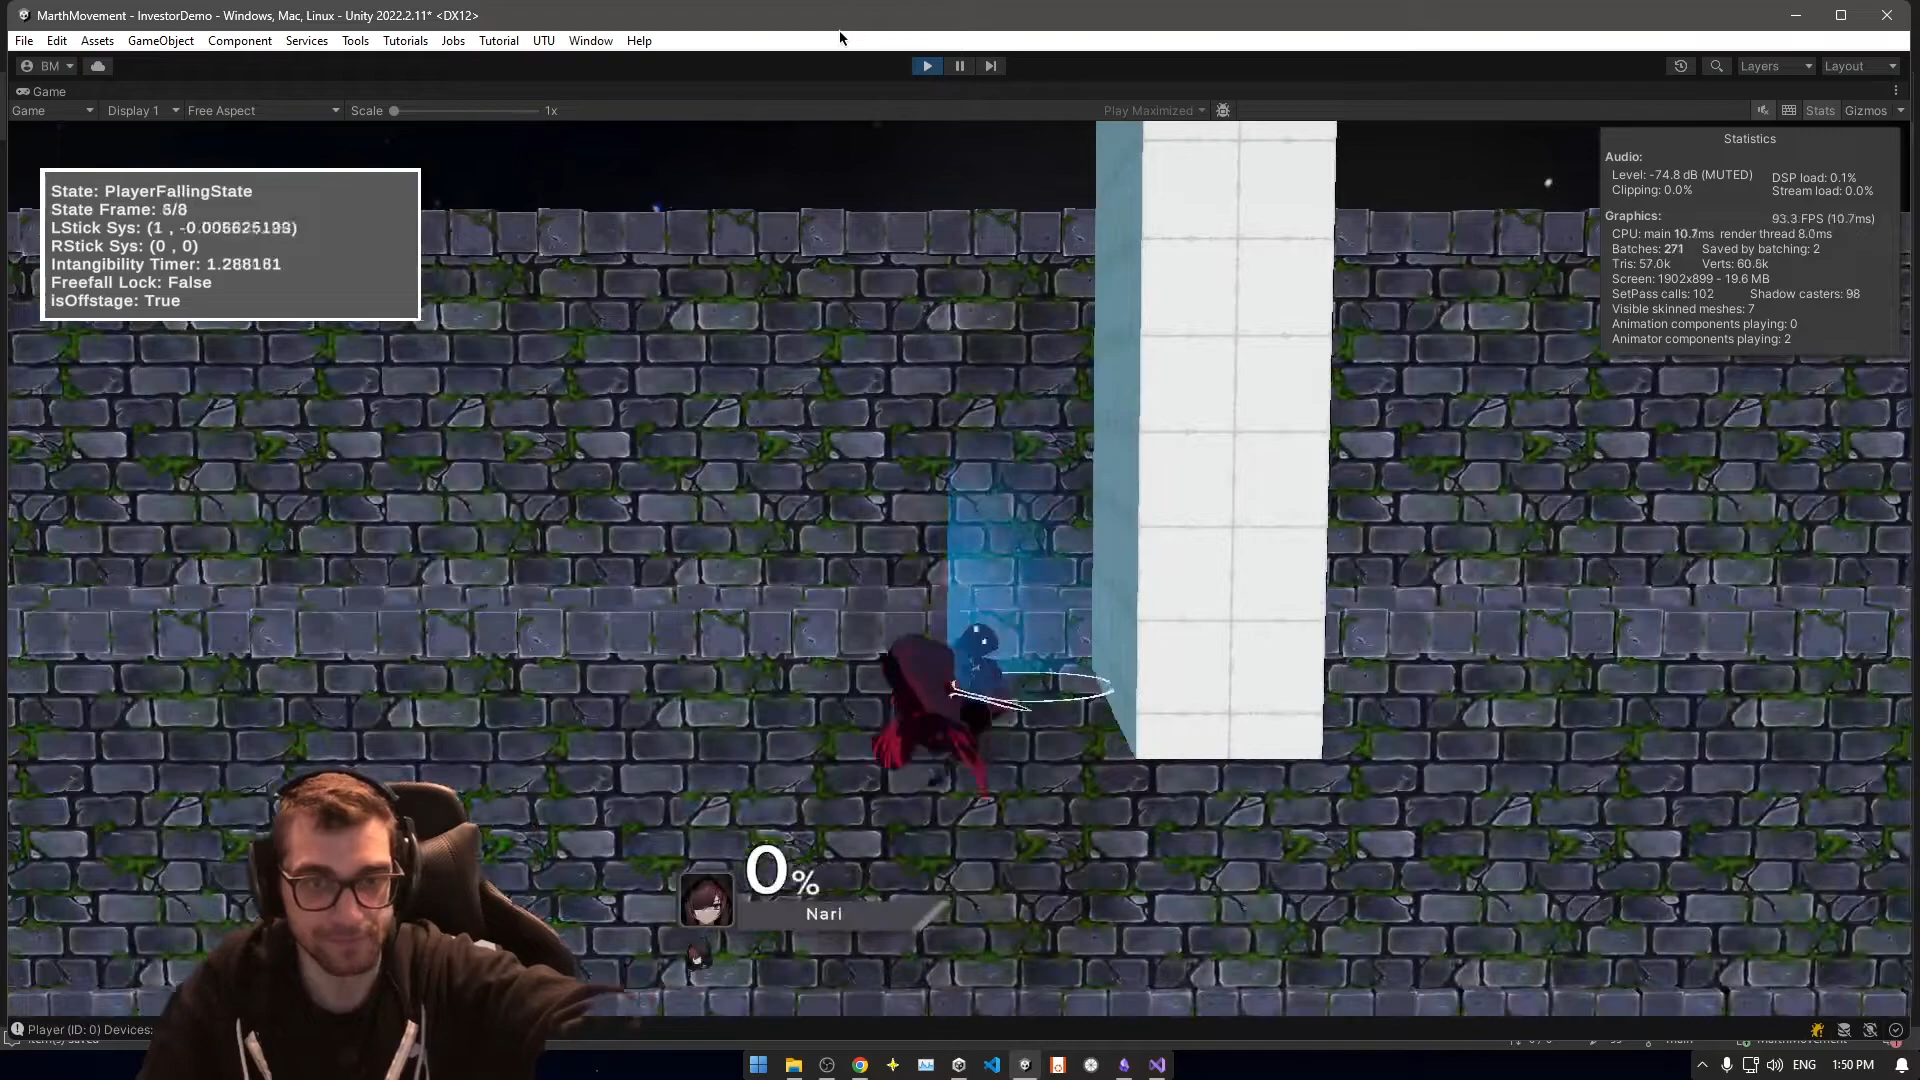 MarthMovement - InvestorDemo - Windows, Mac, Linux - Unity 2022.2.11* <DX12>
File Edit Assets GameObject Component Services Tools Tutorials Jobs Tutorial UTU Window Help
BM Layers Layout
Game
Game Display 1 Free Aspect Scale 1x Play Maximized Stats Gizmos
State: PlayerFallingState
State Frame: 8/8
LStick Sys: (1 ,
RStick Sys: (0 , 0)
Intangibility Timer:
Freefall Lock: False
isOffstage: True
Statistics
Audio:
Level: -74.8 dB (MUTED) DSP load: 0.1%
Clipping: 0.0% Stream load: 0.0%
Graphics: 93.3 FPS (10.7ms)
CPU: main 10.7ms render thread 8.0ms
Batches: 271 Saved by batching: 2
Tris: 57.0k Verts: 60.6k
Screen: 1902x899 - 19.6 MB
SetPass calls: 102 Shadow casters: 98
Visible skinned meshes: 7
Animation components playing: 0
Animator components playing: 2
0%
Nari
Player (ID: 0) Devices:
ENG 1:50 PM